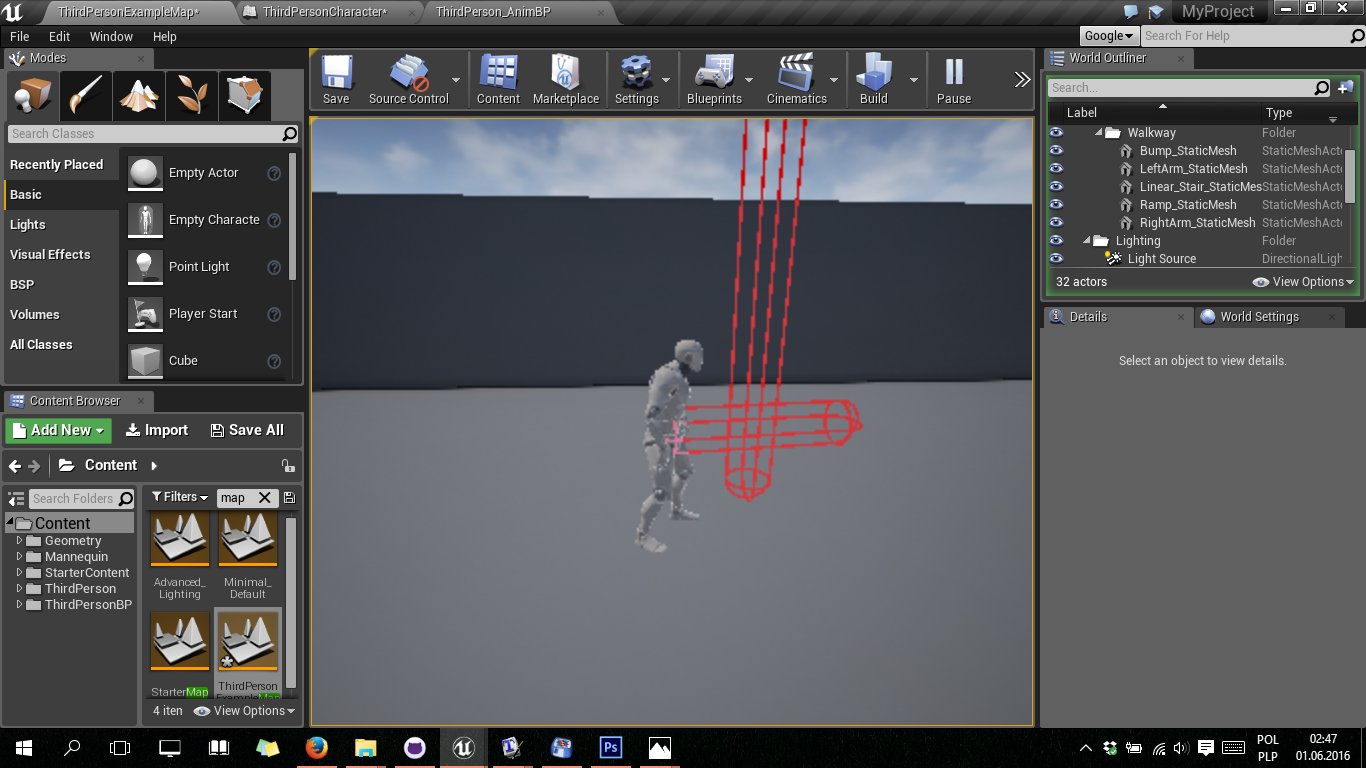 ThirdPersonExampleMap*
ThirdPersonCharacter*
ThirdPerson_AnimBP
MyProject
File Edit Window Help
Google
Search For Help
Modes
Search Classes
Recently Placed
Basic
Lights
Visual Effects
BSP
Volumes
All Classes
Empty Actor
Empty Characte
Point Light
Player Start
Cube
Save
Source Control
Content
Marketplace
Settings
Blueprints
Cinematics
Build
Pause
World Outliner
Search...
Label Type
Walkway Folder
Bump_StaticMesh StaticMeshActo
LeftArm_StaticMesh StaticMeshActo
Linear_Stair_StaticMes StaticMeshActo
Ramp_StaticMesh StaticMeshActo
RightArm_StaticMesh StaticMeshActo
Lighting Folder
Light Source DirectionalLigh
32 actors
View Options
Details
World Settings
Select an object to view details.
Content Browser
Add New
Import
Save All
Content
Search Folders
Filters
map
Content
Geometry
Mannequin
StarterContent
ThirdPerson
ThirdPersonBP
Advanced_
Lighting
Minimal_
Default
StarterMap
ThirdPerson
ExampleMap
4 iten
View Options
Ps
POL
PLP
02:47
01.06.2016